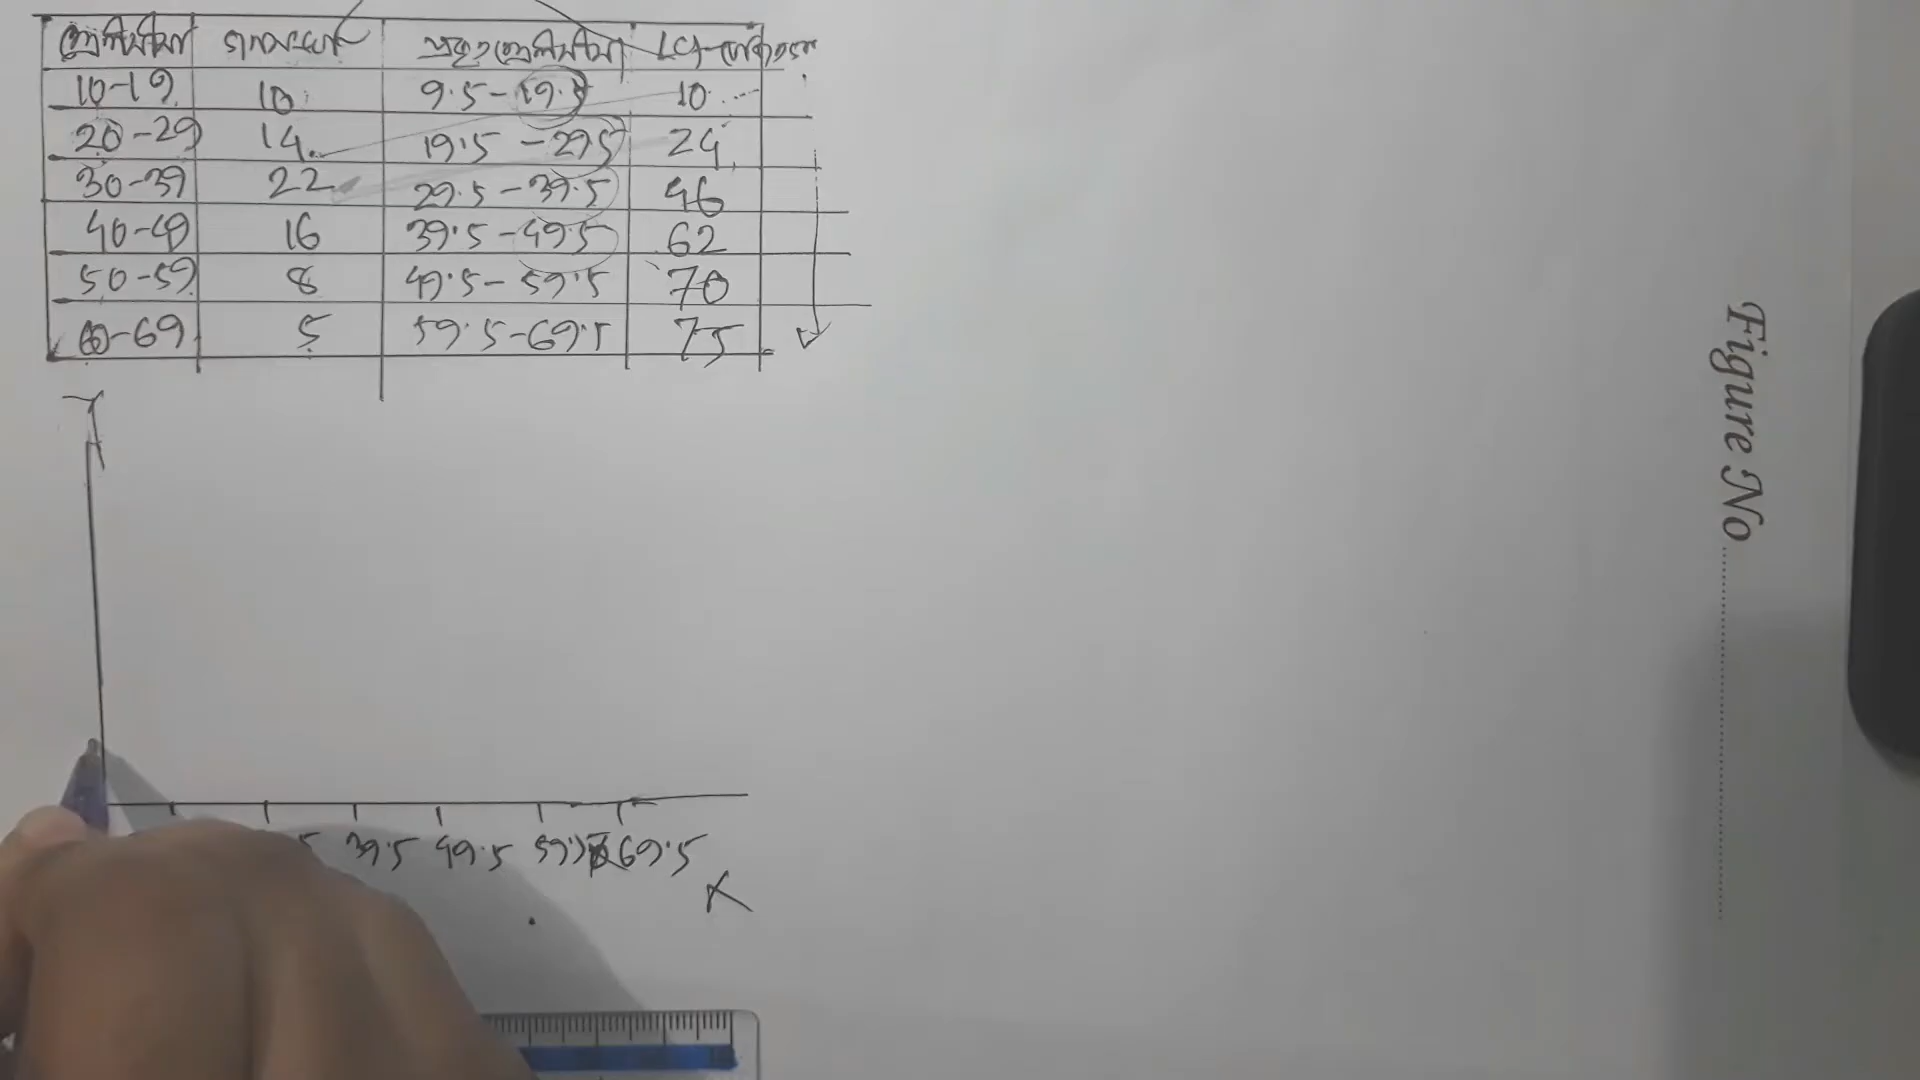 শ্রেণিসীমা গনসংখ্যা প্রকৃত শ্রেণিসীমা
10-19 10 9.5-19.5 10
20-29 14 19.5-29.5 24
30-39 22 29.5-39.5 46
40-49 16 39.5-49.5 62
50-59 8 49.5-59.5 70
60-69 5 59.5-69.5 75
Y
39.5 49.5 59.5 69.5
X
Figure No